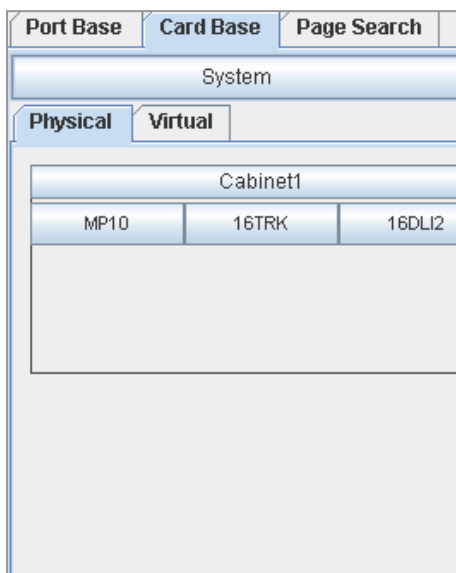 Port Base Card Base Page Search
System
Physical Virtual
Cabinet1
MP10 16TRK 16DLI2